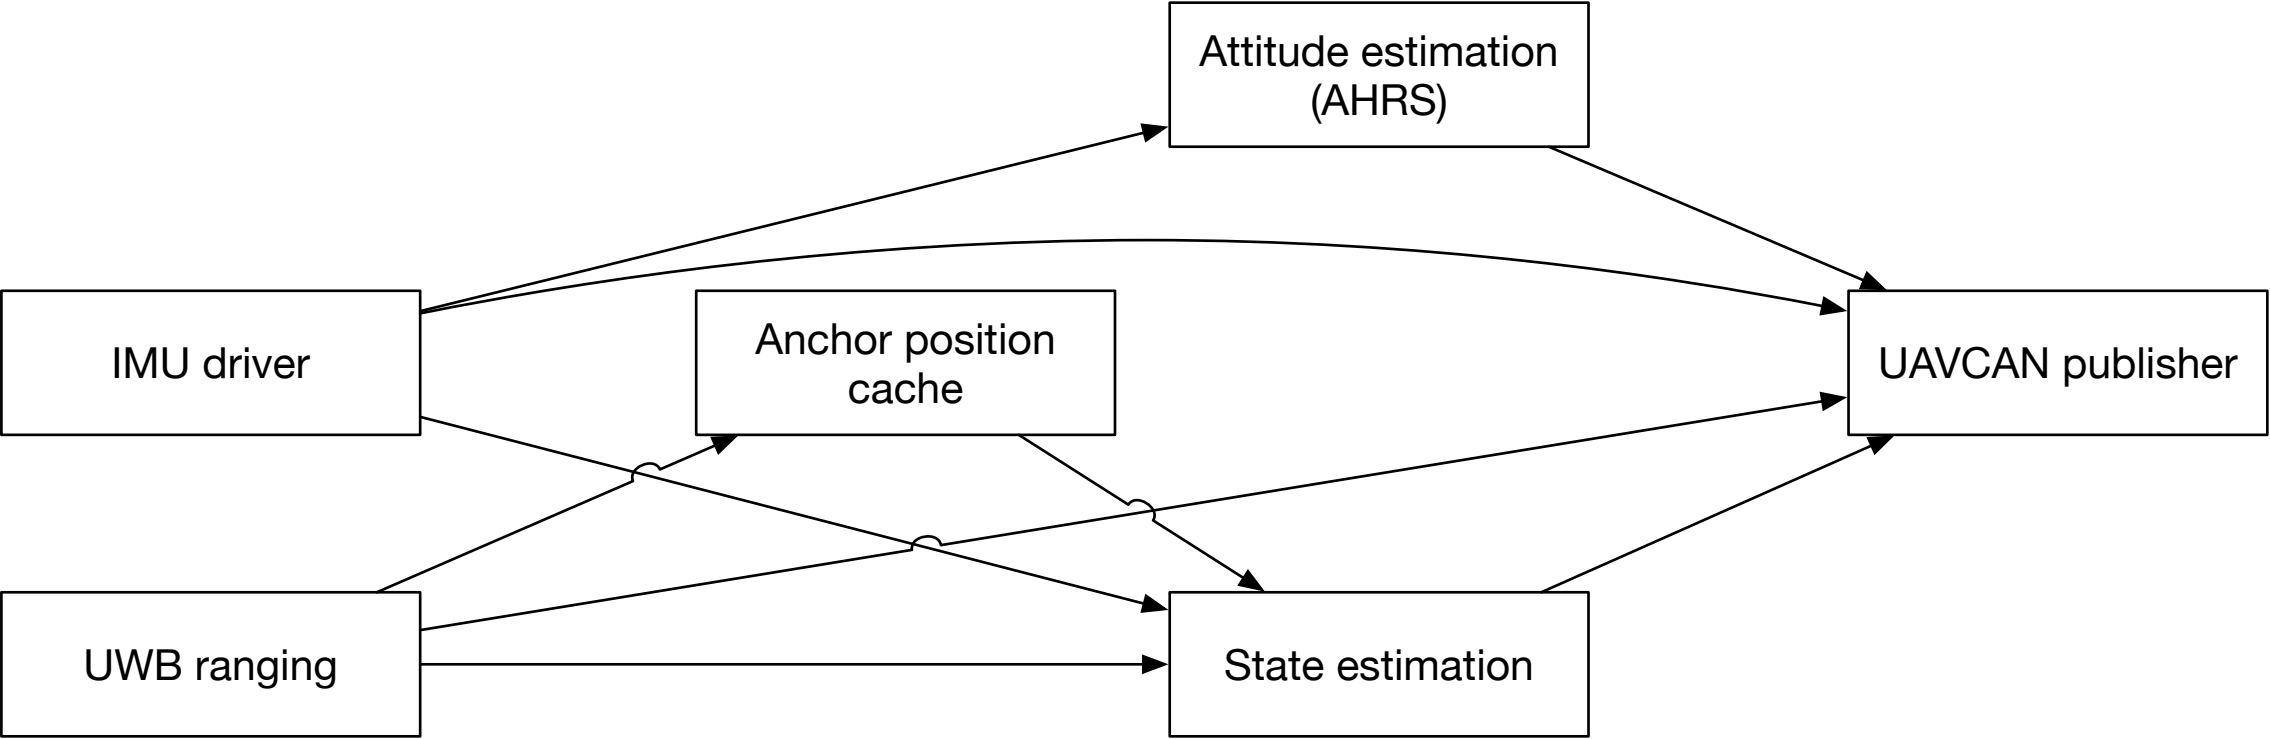 Attitude estimation
(AHRS)
IMU driver
Anchor position
cache
UAVCAN publisher
UWB ranging
State estimation